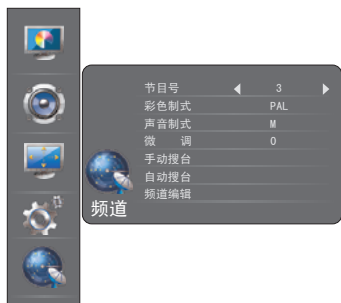 节目号 3
彩色制式 PAL
声音制式 M
微 调 0
手动搜台
自动搜台
频道编辑
频道